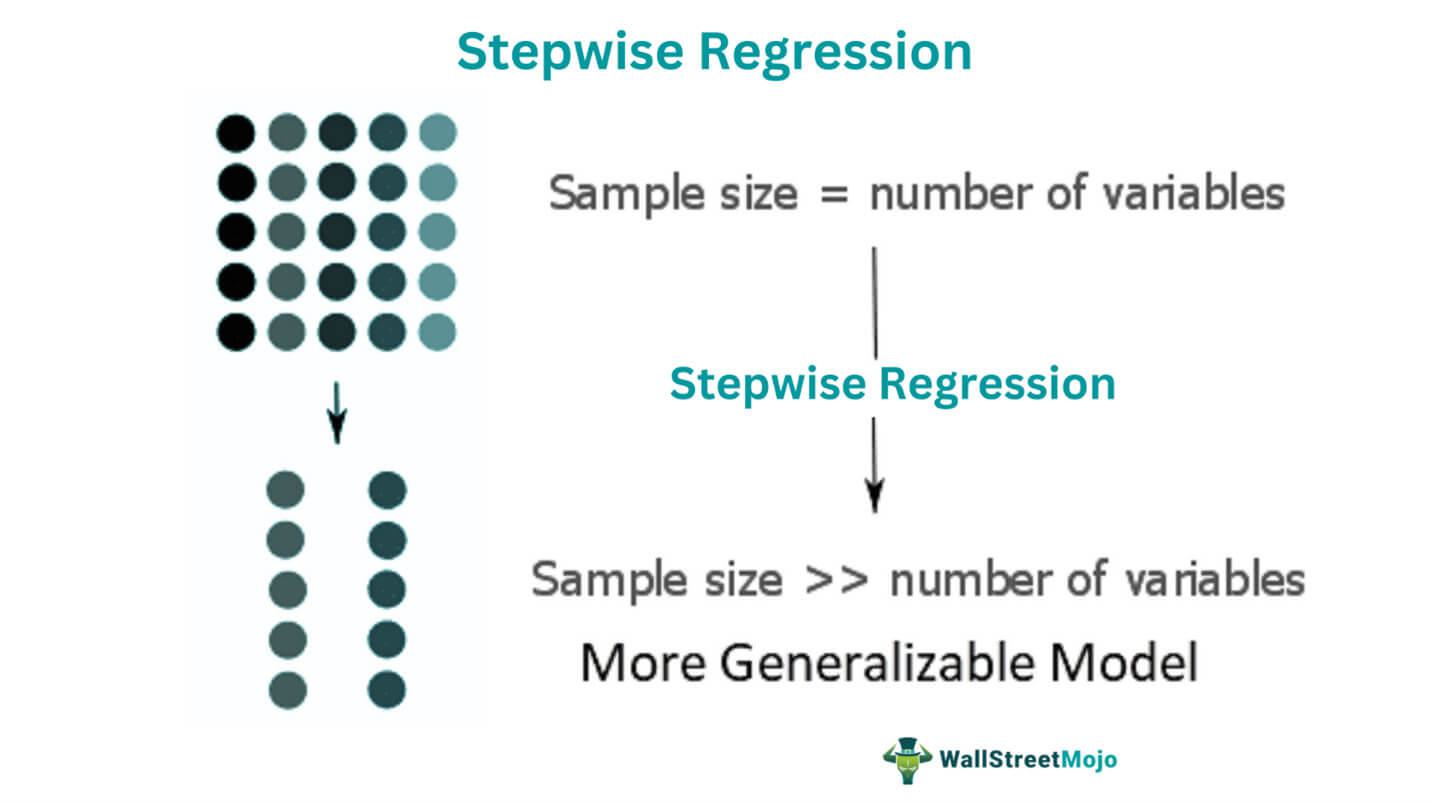 Stepwise Regression
Sample size = number of variables
Stepwise Regression
Sample size >> number of variables
More Generalizable Model
WallStreetMojo